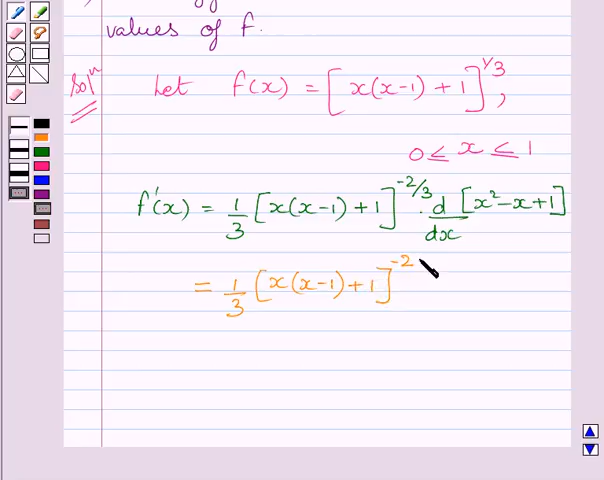 values of f.
Solⁿ Let f(x) = [x(x-1) + 1]^{1/3},
0 ≤ x ≤ 1
f'(x) = 1/3 [x(x-1) + 1]^{-2/3} . d/dx [x² - x + 1]
= 1/3 [x(x-1) + 1]^{-2